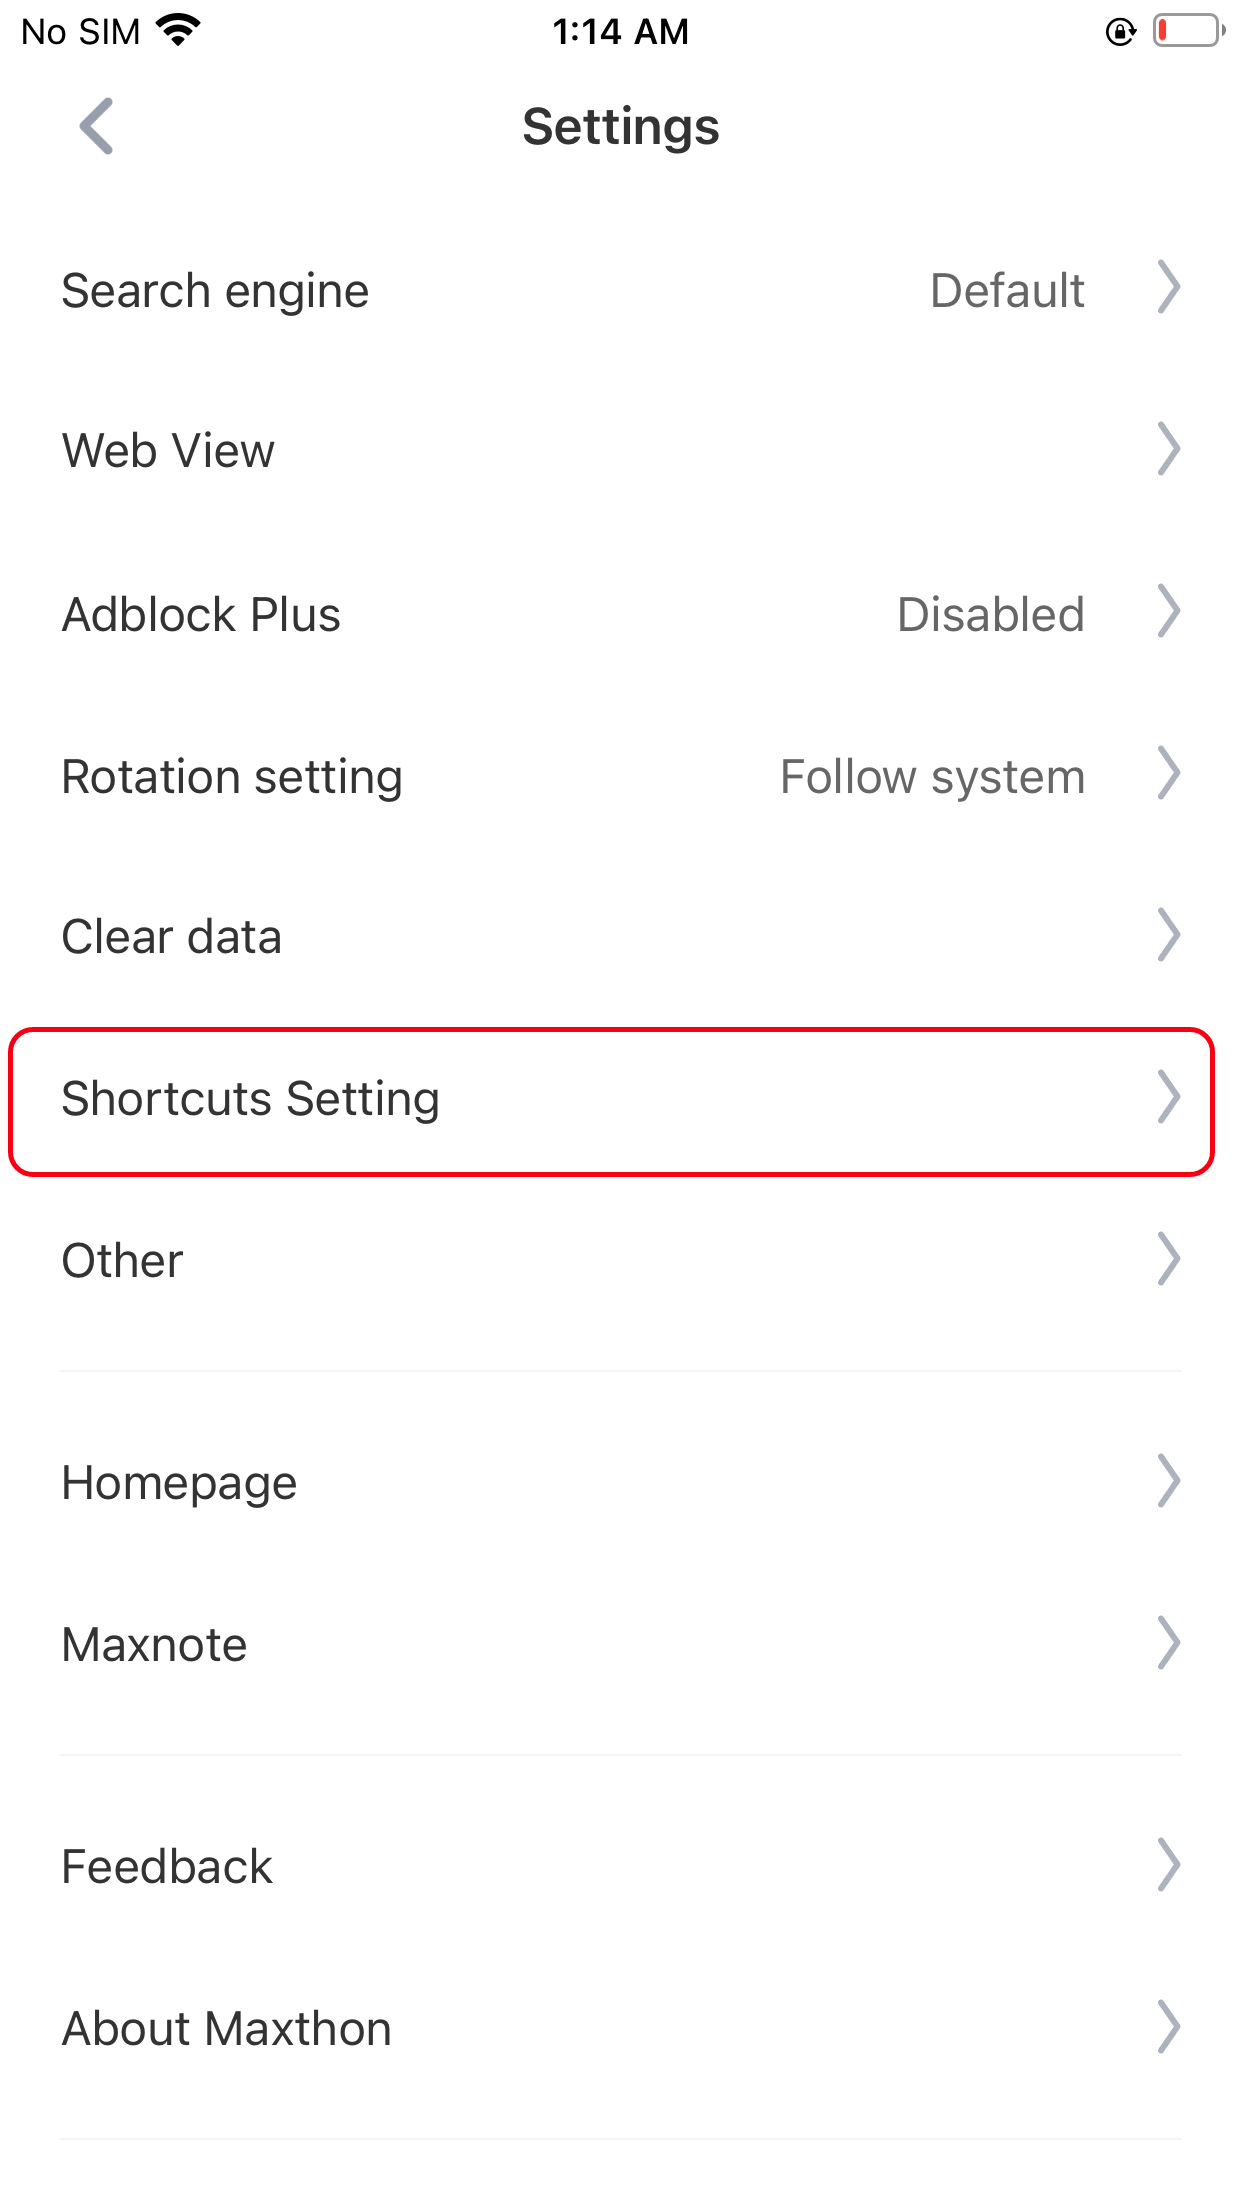 No SIM 1:14 AM
Settings
Search engine Default
Web View
Adblock Plus Disabled
Rotation setting Follow system
Clear data
Shortcuts Setting
Other
Homepage
Maxnote
Feedback
About Maxthon